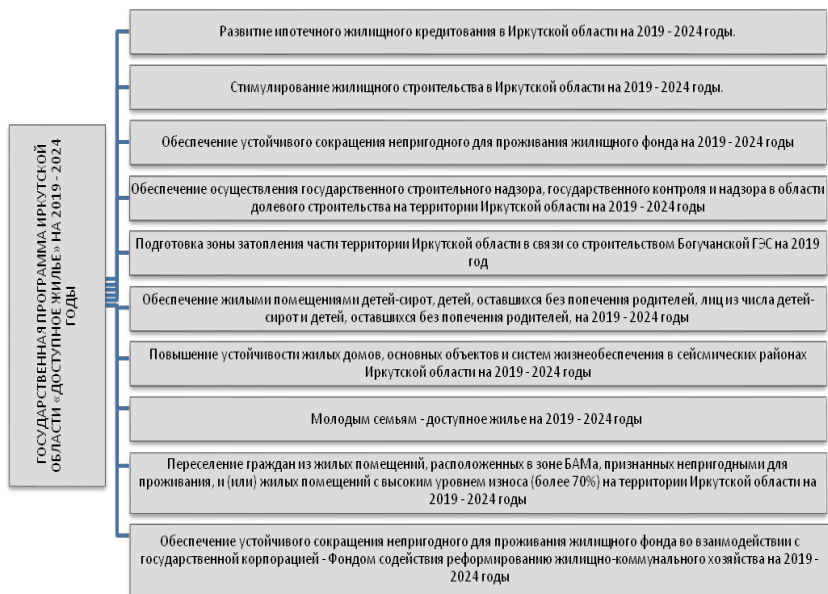 ГОСУДАРСТВЕННАЯ ПРОГРАММА ИРКУТСКОЙ
ОБЛАСТИ «ДОСТУПНОЕ ЖИЛЬЕ» НА 2019 - 2024
ГОДЫ
Развитие ипотечного жилищного кредитования в Иркутской области на 2019 - 2024 годы.
Стимулирование жилищного строительства в Иркутской области на 2019 - 2024 годы.
Обеспечение устойчивого сокращения непригодного для проживания жилищного фонда на 2019 - 2024 годы
Обеспечение осуществления государственного строительного надзора, государственного контроля и надзора в области
долевого строительства на территории Иркутской области на 2019 - 2024 годы
Подготовка зоны затопления части территории Иркутской области в связи со строительством Богучанской ГЭС на 2019
год
Обеспечение жилыми помещениями детей-сирот, детей, оставшихся без попечения родителей, лиц из числа детей-
сирот и детей, оставшихся без попечения родителей, на 2019 - 2024 годы
Повышение устойчивости жилых домов, основных объектов и систем жизнеобеспечения в сейсмических районах
Иркутской области на 2019 - 2024 годы
Молодым семьям - доступное жилье на 2019 - 2024 годы
Переселение граждан из жилых помещений, расположенных в зоне БАМа, признанных непригодными для
проживания, и (или) жилых помещений с высоким уровнем износа (более 70%) на территории Иркутской области на
2019 - 2024 годы
Обеспечение устойчивого сокращения непригодного для проживания жилищного фонда во взаимодействии с
государственной корпорацией - Фондом содействия реформированию жилищно-коммунального хозяйства на 2019 -
2024 годы